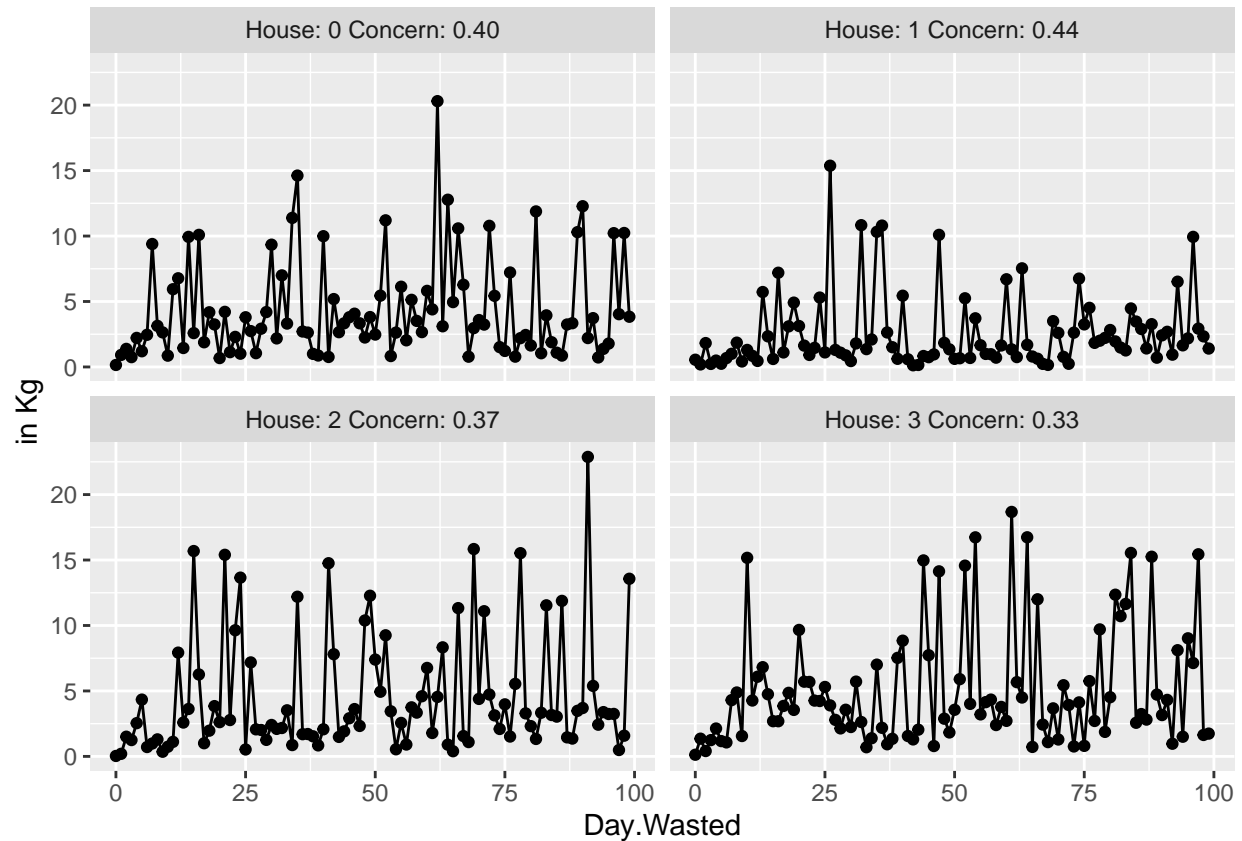 House: 0 Concern: 0.40
House: 1 Concern: 0.44
20
15
10
5
0
in Kg
House: 2 Concern: 0.37
House: 3 Concern: 0.33
20
15
10
5
0
0 25 50 75 100 0 25 50 75 100
Day.Wasted